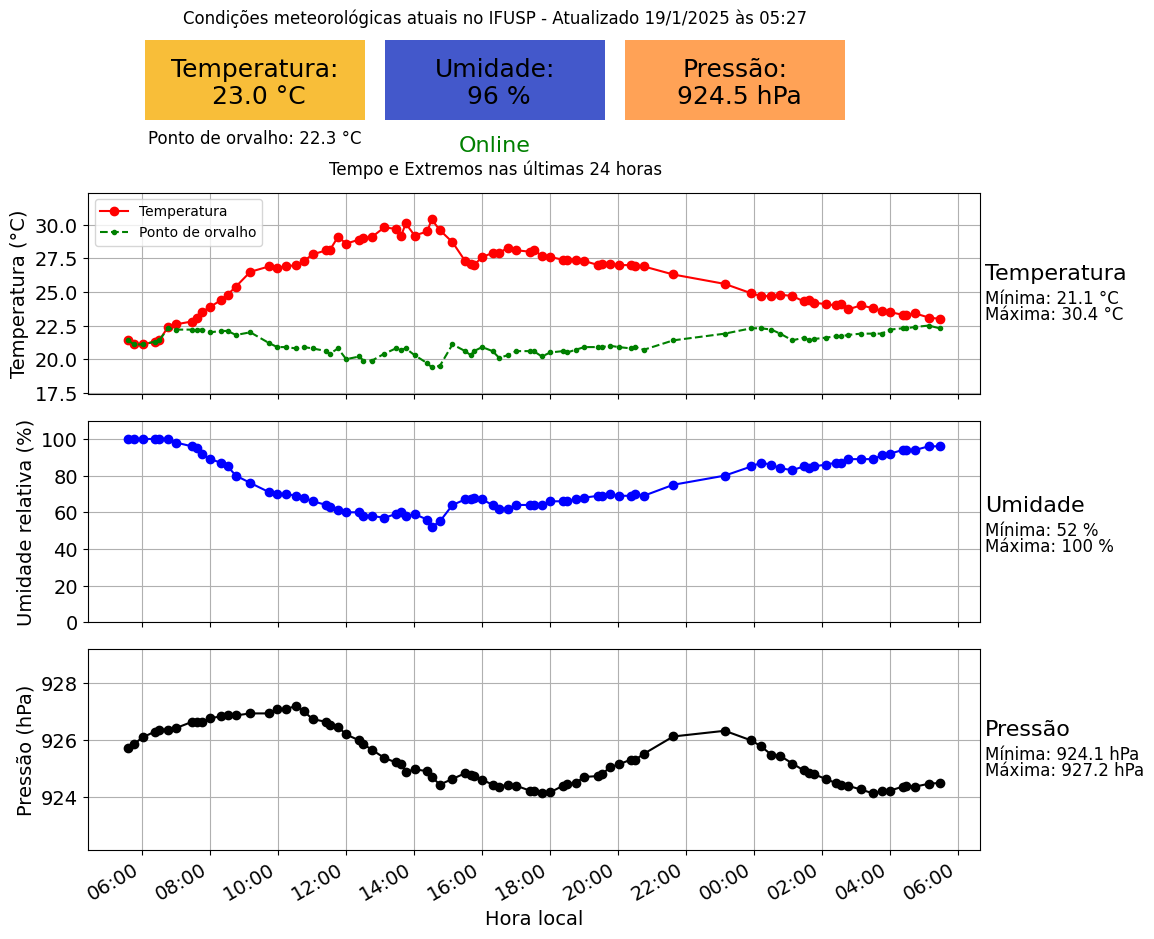 Condições meteorológicas atuais no IFUSP - Atualizado 19/1/2025 às 05:27
Temperatura:
23.0 °C
Umidade:
96 %
Pressão:
924.5 hPa
Ponto de orvalho: 22.3 °C
Online
Tempo e Extremos nas últimas 24 horas
Temperatura (°C)
30.0
27.5
25.0
22.5
20.0
17.5
Temperatura
Ponto de orvalho
Temperatura
Mínima: 21.1 °C
Máxima: 30.4 °C
Umidade relativa (%)
100
80
60
40
20
0
Umidade
Mínima: 52 %
Máxima: 100 %
Pressão (hPa)
928
926
924
Pressão
Mínima: 924.1 hPa
Máxima: 927.2 hPa
06:00 08:00 10:00 12:00 14:00 16:00 18:00 20:00 22:00 00:00 02:00 04:00 06:00
Hora local